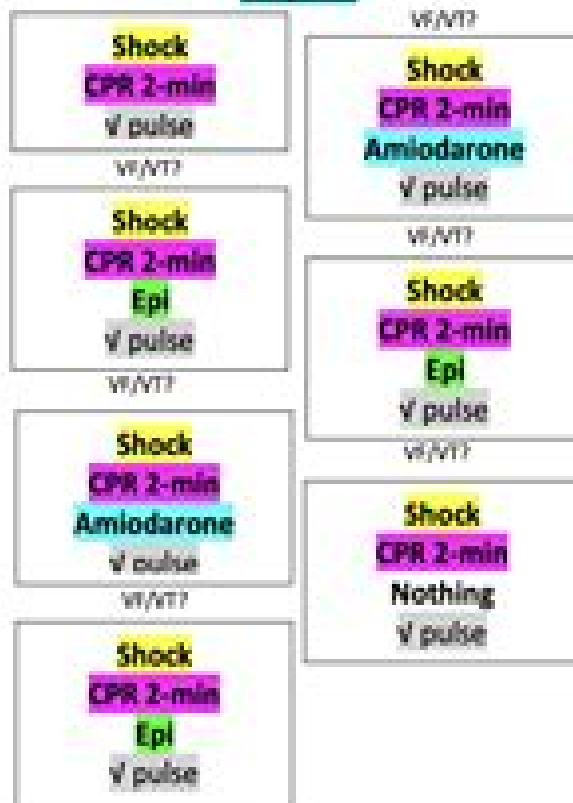 Shock
CPR 2-min
√ pulse
VF/VT?
Shock
CPR 2-min
Epi
√ pulse
VF/VT?
Shock
CPR 2-min
Amiodarone
√ pulse
VF/VT?
Shock
CPR 2-min
Epi
√ pulse
VF/VT?
Shock
CPR 2-min
Amiodarone
√ pulse
VF/VT?
Shock
CPR 2-min
Epi
√ pulse
VF/VT?
Shock
CPR 2-min
Nothing
√ pulse